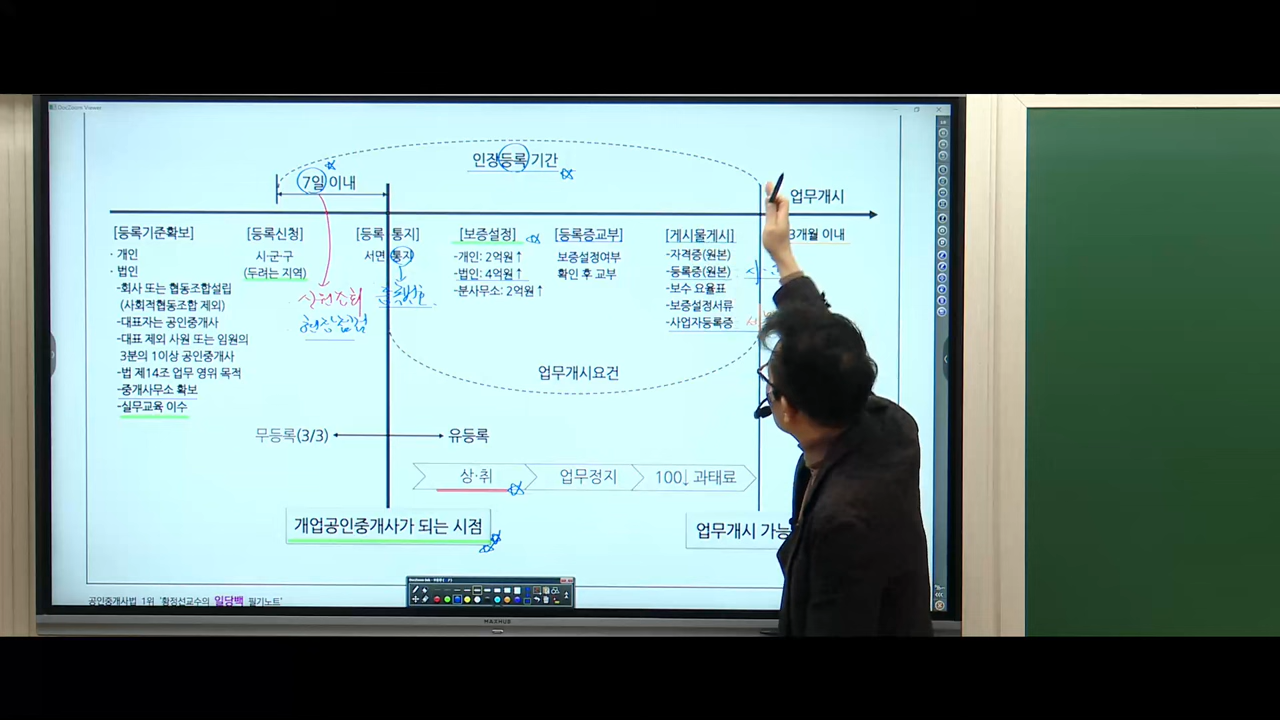 DocZoom Viewer
인장등록 기간
7일 이내
업무개시
[등록기준확보]
[등록신청]
[등록 통지]
[보증설정]
[등록증교부]
[게시물게시]
3개월 이내
· 개인
· 법인
-회사 또는 협동조합설립
(사회적협동조합 제외)
-대표자는 공인중개사
-대표 제외 사원 또는 임원의
3분의 1이상 공인중개사
-법 제14조 업무 영위 목적
-중개사무소 확보
-실무교육 이수
시·군·구
(두려는 지역)
신원조회
현장답검
서면 통지
-개인: 2억원↑
-법인: 4억원↑
-분사무소: 2억원↑
보증설정여부
확인 후 교부
-자격증(원본)
-등록증(원본)
-보수 요율표
-보증설정서류
-사업자등록증
업무개시요건
무등록(3/3)
유등록
상·취
업무정지
100↓ 과태료
개업공인중개사가 되는 시점
업무개시 가능
공인중개사법 1위 '황정선교수의 일당백 필기노트'
MAXHUB